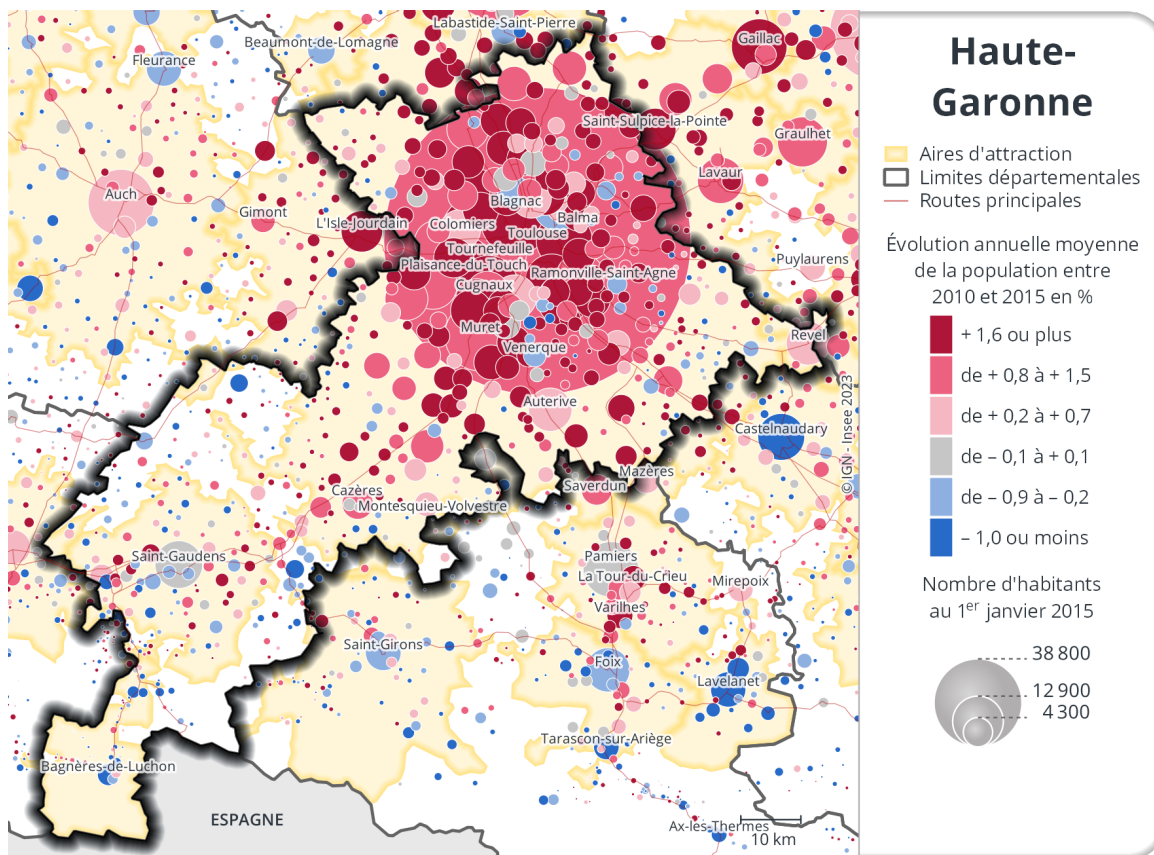 Labastide-Saint-Pierre
Beaumont-de-Lomagne
Gaillac
Fleurance
Saint-Sulpice-la-Pointe
Graulhet
Lavaur
Auch
Blagnac
Gimont
L'Isle-Jourdain
Colomiers
Balma
Toulouse
Tournefeuille
Plaisance-du-Touch
Ramonville-Saint-Agne
Puylaurens
Cugnaux
Muret
Revel
Venerque
Auterive
Castelnaudary
Mazères
Saverdun
Cazères
Montesquieu-Volvestre
Saint-Gaudens
Pamiers
La Tour-du-Crieu
Mirepoix
Varilhes
Saint-Girons
Foix
Lavelanet
Tarascon-sur-Ariège
Bagnères-de-Luchon
ESPAGNE
Ax-les-Thermes
10 km
© IGN - Insee 2023
Haute-
Garonne
Aires d'attraction
Limites départementales
Routes principales
Évolution annuelle moyenne
de la population entre
2010 et 2015 en %
+ 1,6 ou plus
de + 0,8 à + 1,5
de + 0,2 à + 0,7
de – 0,1 à + 0,1
de – 0,9 à – 0,2
– 1,0 ou moins
Nombre d'habitants
au 1er janvier 2015
38 800
12 900
4 300